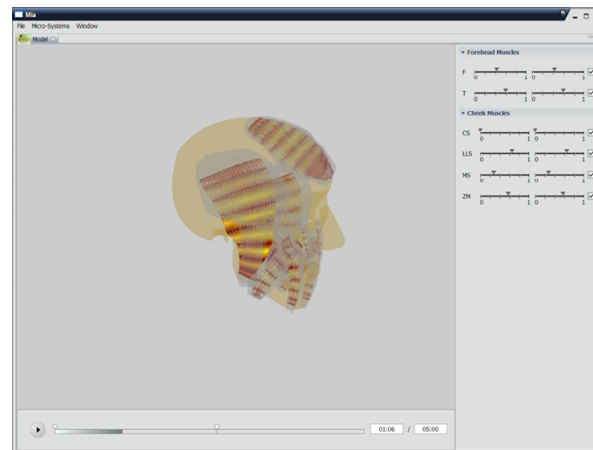 Mia
File Micro-Systems Window
Model
Forehead Muscles
F 0 1 0 1
T 0 1 0 1
Cheek Muscles
CS 0 1 0 1
LLS 0 1 0 1
MS 0 1 0 1
ZM 0 1 0 1
01:06 / 05:00